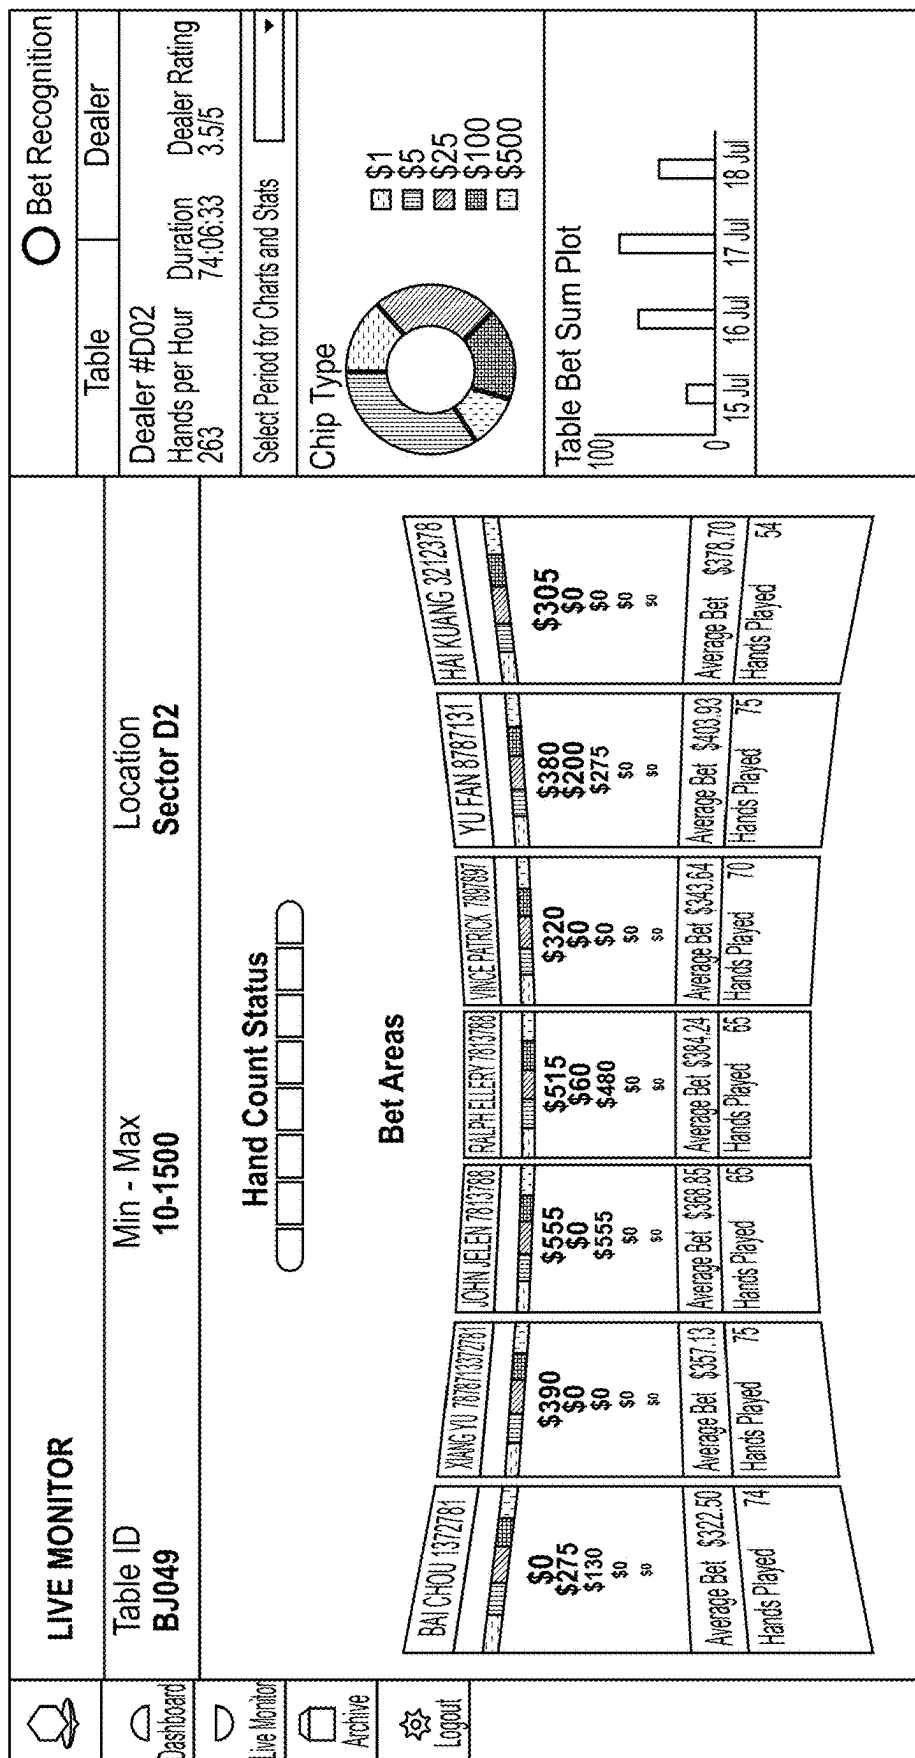 Dashboard
Live Monitor
Archive
Logout
LIVE MONITOR
Table ID
BJ049
Min - Max
10-1500
Location
Sector D2
Hand Count Status
Bet Areas
BAI CHOU 1372781
$0
$275
$130
$0
$0
Average Bet $322.50
Hands Played 74
XIANG YU 7878713372781
$390
$0
$0
$0
$0
Average Bet $357.13
Hands Played 75
JOHN JELEN 7813788
$555
$0
$555
$0
$0
Average Bet $368.85
Hands Played 65
RALPH ELLERY 7813788
$515
$60
$480
$0
$0
Average Bet $384.24
Hands Played 65
VINCE PATRICK 7897897
$320
$0
$0
$0
$0
Average Bet $343.64
Hands Played 70
YU FAN 8787131
$380
$200
$275
$0
$0
Average Bet $403.93
Hands Played 75
HAI KUANG 3212378
$305
$0
$0
$0
$0
Average Bet $378.70
Hands Played 54
Bet Recognition
Table Dealer
Dealer #D02
Hands per Hour Duration Dealer Rating
263 74:06:33 3.5/5
Select Period for Charts and Stats
Chip Type
$1
$5
$25
$100
$500
Table Bet Sum Plot
100
0
15 Jul 16 Jul 17 Jul 18 Jul